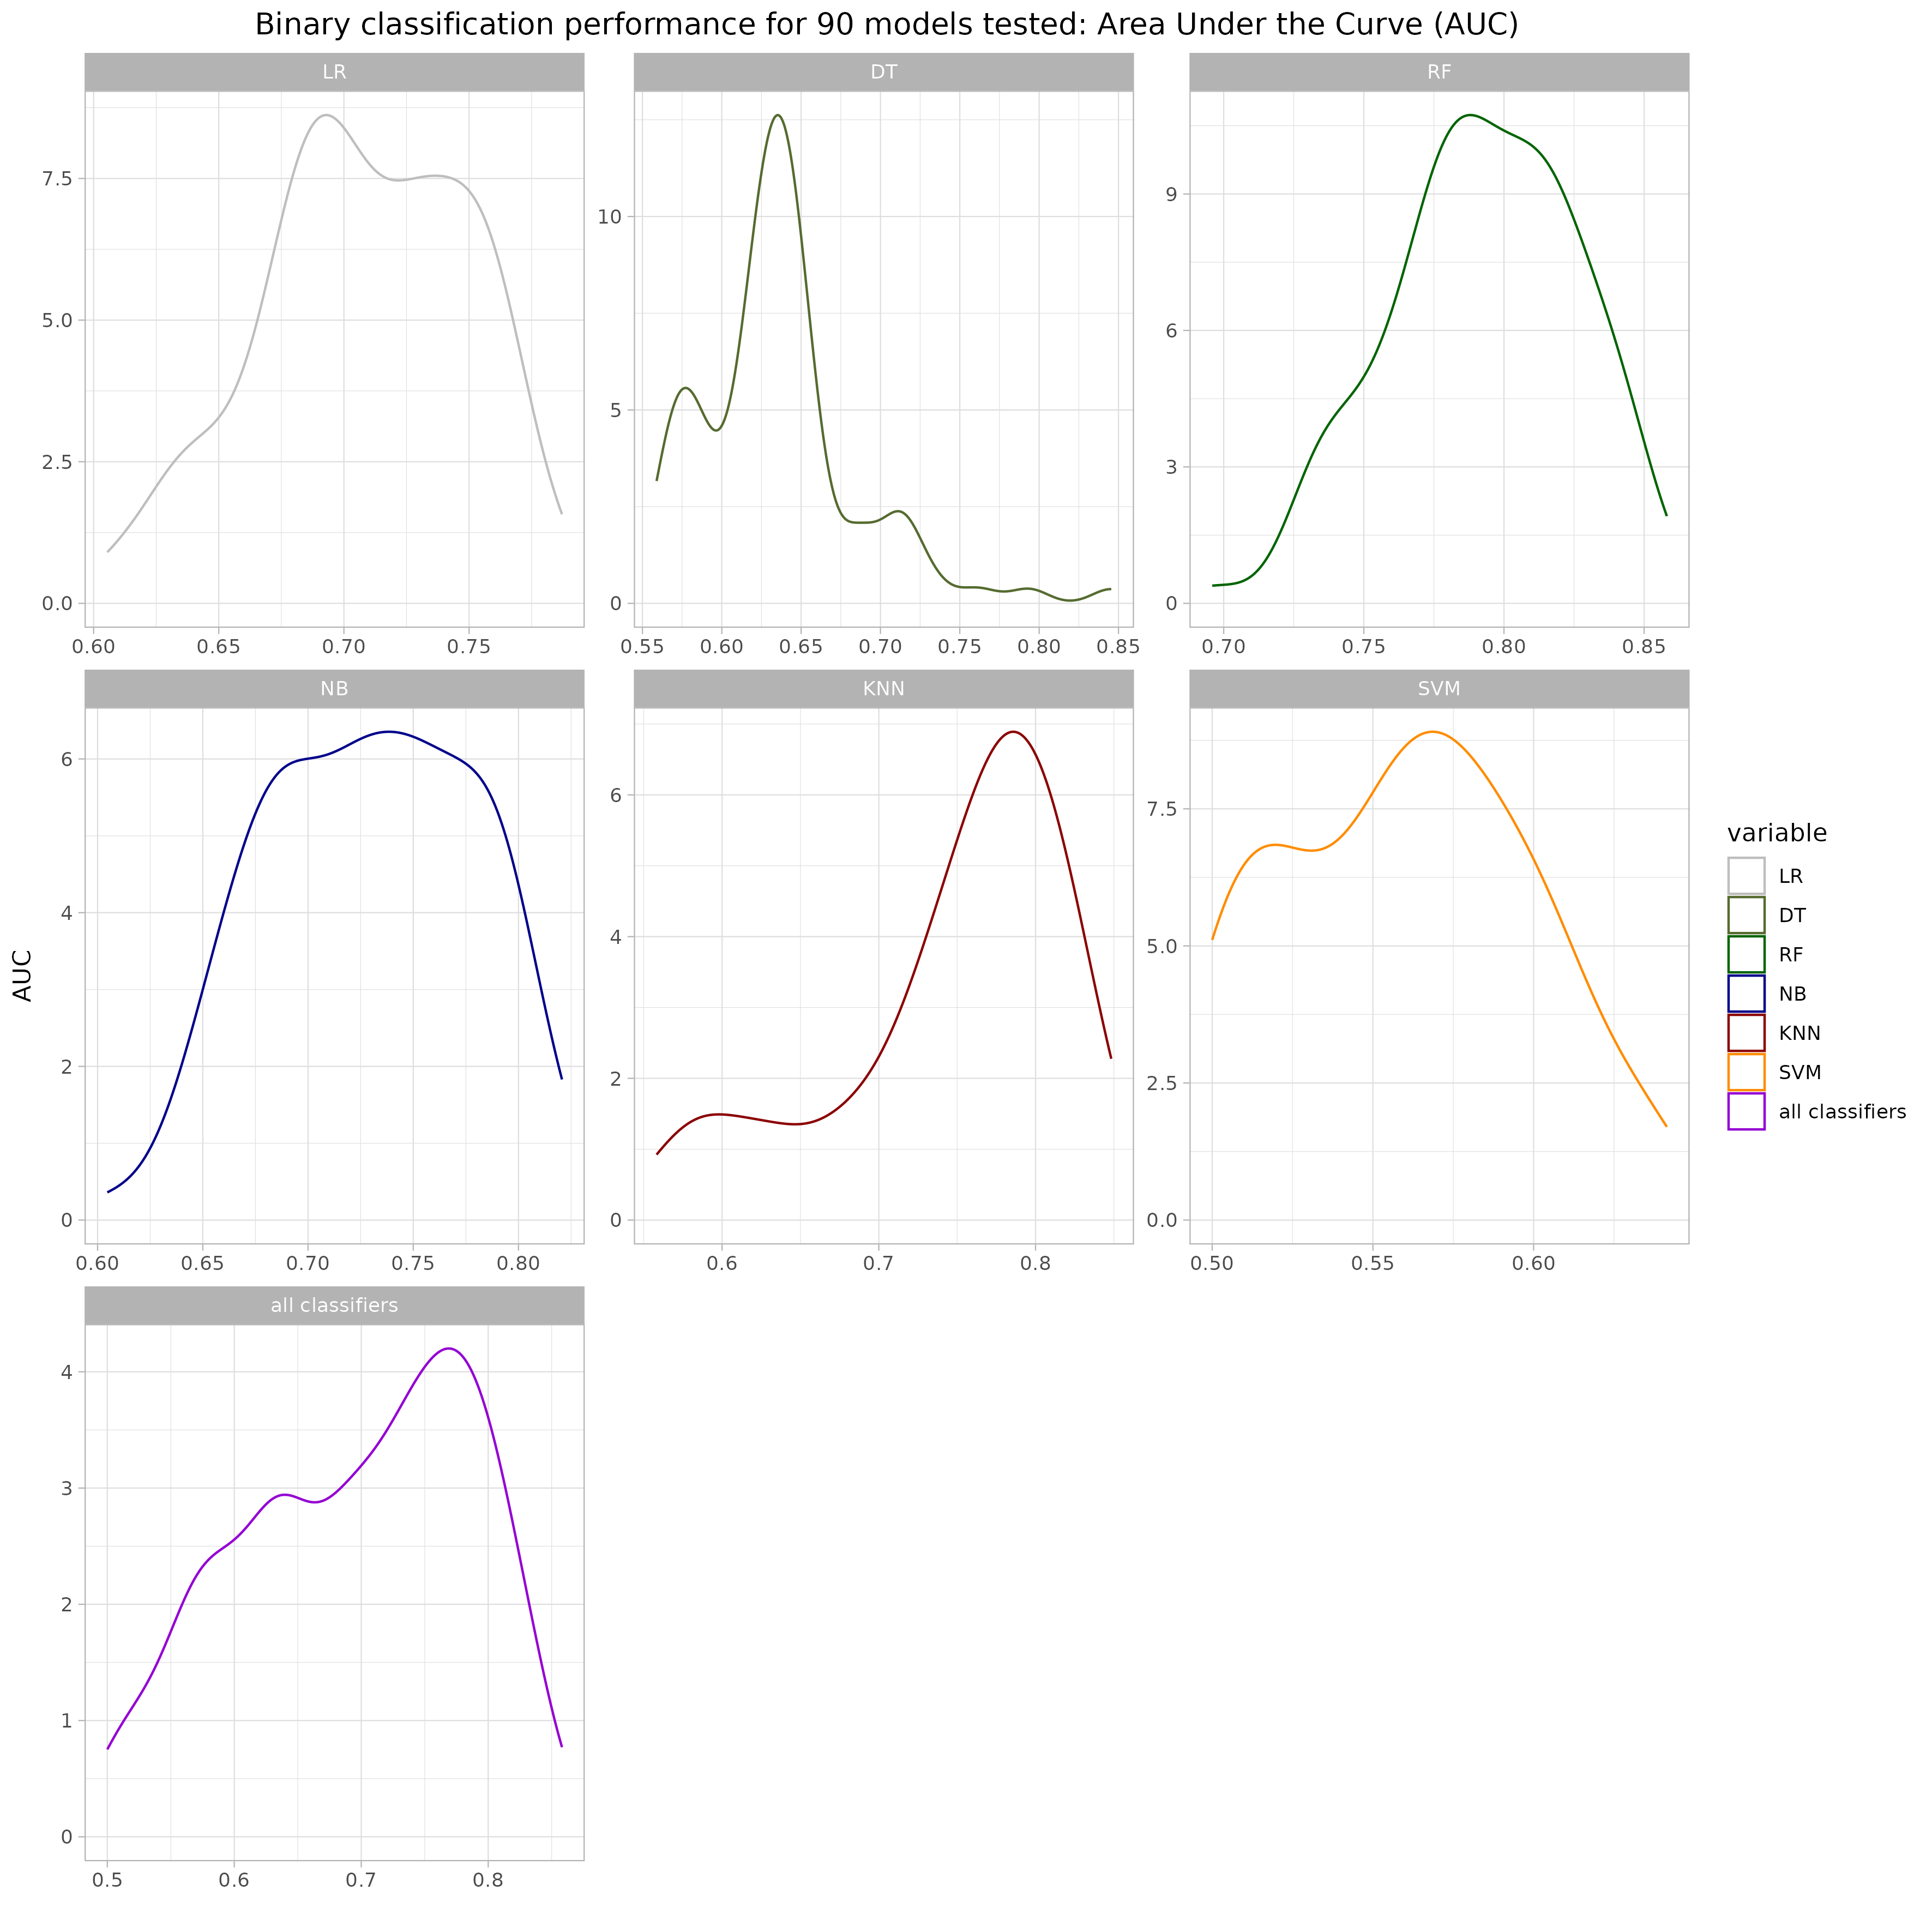 Binary classification performance for 90 models tested: Area Under the Curve (AUC)
LR
DT
RF
7.5
5.0
2.5
0.0
0.60 0.65 0.70 0.75
10
5
0
0.55 0.60 0.65 0.70 0.75 0.80 0.85
9
6
3
0
0.70 0.75 0.80 0.85
NB
KNN
SVM
6
4
2
0
0.60 0.65 0.70 0.75 0.80
6
4
2
0
0.6 0.7 0.8
7.5
5.0
2.5
0.0
0.50 0.55 0.60
AUC
all classifiers
4
3
2
1
0
0.5 0.6 0.7 0.8
variable
LR
DT
RF
NB
KNN
SVM
all classifiers